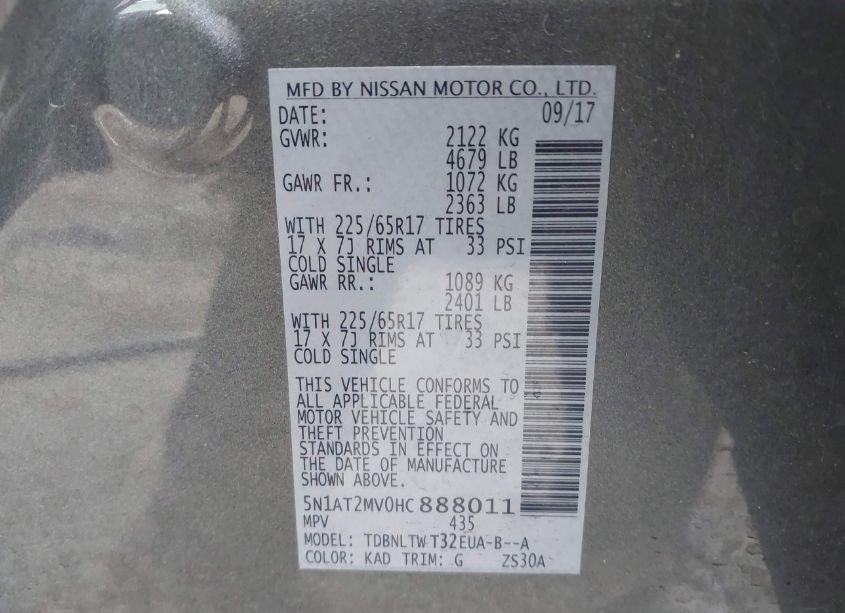 MFD BY NISSAN MOTOR CO., LTD.
DATE: 09/17
GVWR: 2122 KG
4679 LB
GAWR FR.: 1072 KG
2363 LB
WITH 225/65R17 TIRES
17 X 7J RIMS AT 33 PSI
COLD SINGLE
GAWR RR.: 1089 KG
2401 LB
WITH 225/65R17 TIRES
17 X 7J RIMS AT 33 PSI
COLD SINGLE
THIS VEHICLE CONFORMS TO
ALL APPLICABLE FEDERAL
MOTOR VEHICLE SAFETY AND
THEFT PREVENTION
STANDARDS IN EFFECT ON
THE DATE OF MANUFACTURE
SHOWN ABOVE.
5N1AT2MV0HC888011
MPV 435
MODEL: TDBNLTW T32EUA-B--A
COLOR: KAD TRIM: G ZS30A